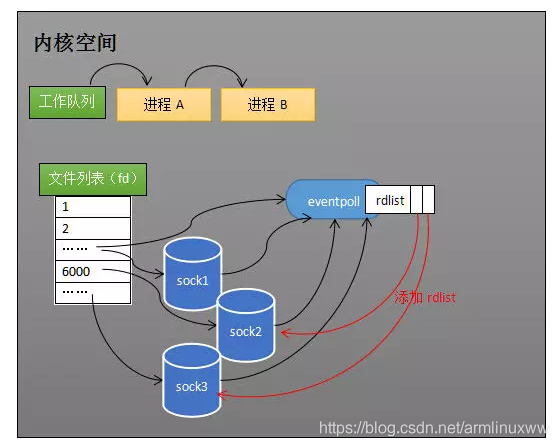 内核空间
工作队列
进程 A
进程 B
文件列表（fd）
1
2
……
6000
……
eventpoll
rdlist
sock1
sock2
sock3
添加 rdlist
https://blog.csdn.net/armlinuxww